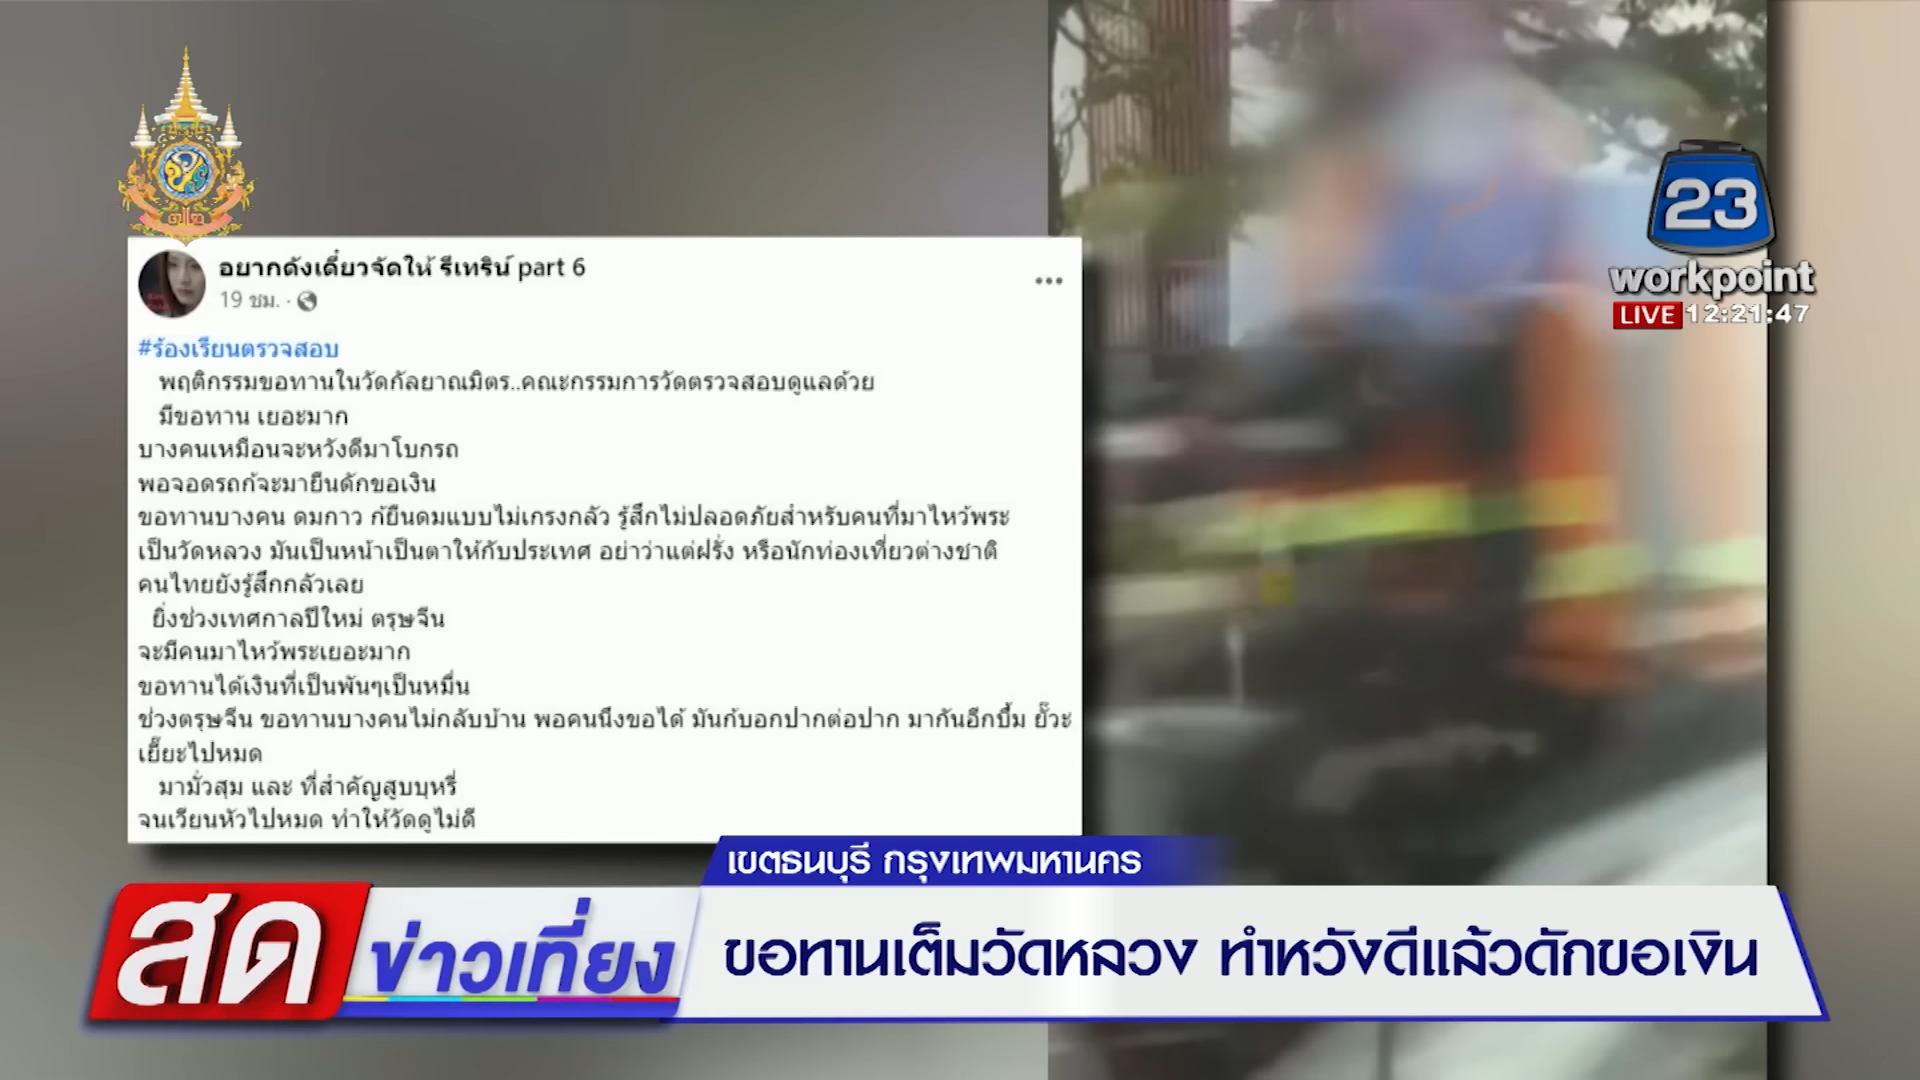 อยากดังเดี๋ยวจัดให้ รีเทริน์ part 6
19 ชม.
#ร้องเรียนตรวจสอบ
พฤติกรรมขอทานในวัดกัลยาณมิตร..คณะกรรมการวัดตรวจสอบดูแลด้วย
มีขอทาน เยอะมาก
บางคนเหมือนจะหวังดีมาโบกรถ
พอจอดรถก้จะมายืนดักขอเงิน
ขอทานบางคน ดมกาว ก้ยืนดมแบบไม่เกรงกลัว รู้สึกไม่ปลอดภัยสำหรับคนที่มาไหว้พระ
เป็นวัดหลวง มันเป็นหน้าเป็นตาให้กับประเทศ อย่าว่าแต่ฝรั่ง หรือนักท่องเที่ยวต่างชาติ
คนไทยยังรู้สึกกลัวเลย
ยิ่งช่วงเทศกาลปีใหม่ ตรุษจีน
จะมีคนมาไหว้พระเยอะมาก
ขอทานได้เงินที่เป็นพันๆเป็นหมื่น
ช่วงตรุษจีน ขอทานบางคนไม่กลับบ้าน พอคนนึงขอได้ มันก้บอกปากต่อปาก มากันอีกบึ้ม ยั๊วะ
เยี๊ยะไปหมด
มามั่วสุม และ ที่สำคัญสูบบุหรี่
จนเวียนหัวไปหมด ทำให้วัดดูไม่ดี
๗๒
23
workpoint
LIVE 12:21:47
เขตธนบุรี กรุงเทพมหานคร
สด ข่าวเที่ยง
ขอทานเต็มวัดหลวง ทำหวังดีแล้วดักขอเงิน